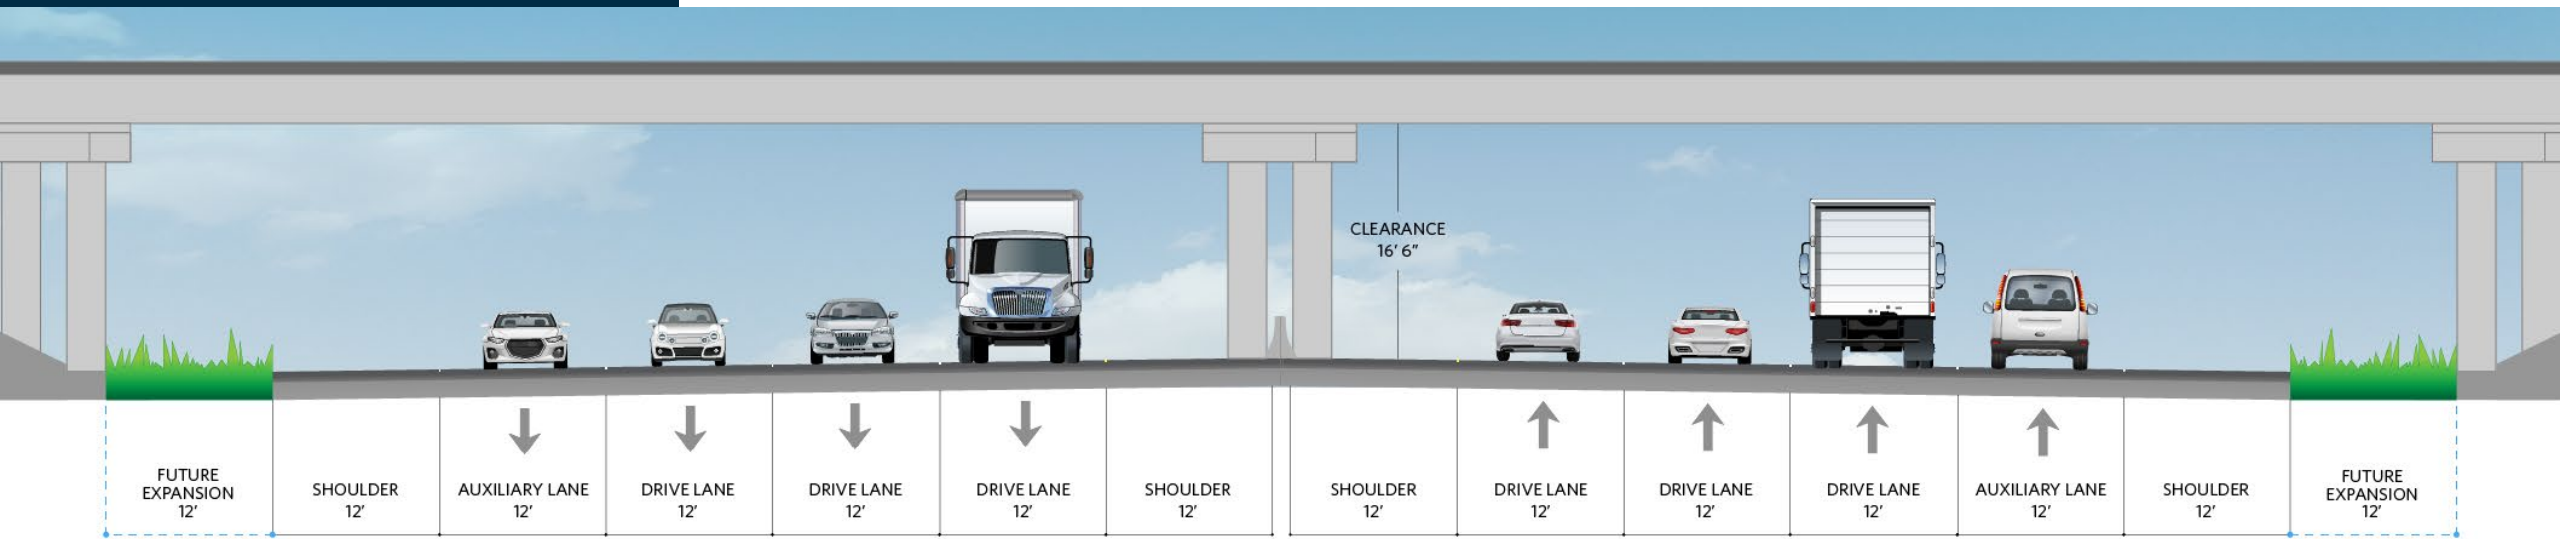 CLEARANCE
16' 6"
FUTURE
EXPANSION
12'
SHOULDER
12'
AUXILIARY LANE
12'
DRIVE LANE
12'
DRIVE LANE
12'
DRIVE LANE
12'
SHOULDER
12'
SHOULDER
12'
DRIVE LANE
12'
DRIVE LANE
12'
DRIVE LANE
12'
AUXILIARY LANE
12'
SHOULDER
12'
FUTURE
EXPANSION
12'